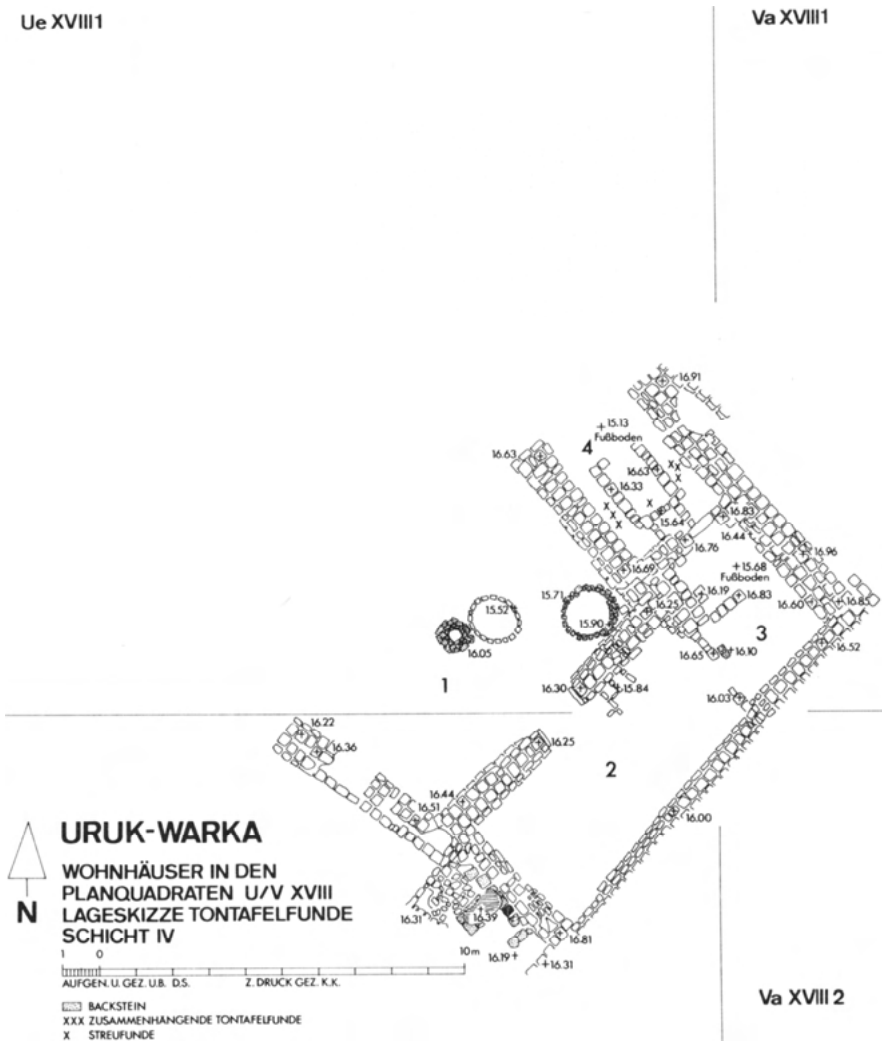 Ue XVIII1
Va XVIII1
16.91
15.13
Fußboden
16.63
4
16.63
16.33
15.64
16.83
16.44
16.76
16.96
15.68
Fußboden
16.69
15.71
15.52
15.90
16.25
16.19
16.83
16.60
16.85
3
16.52
16.05
16.65
16.10
1
16.30
15.84
16.03
16.22
16.36
16.25
2
16.44
16.51
16.00
URUK-WARKA
WOHNHÄUSER IN DEN
PLANQUADRATEN U/V XVIII
LAGESKIZZE TONTAFELFUNDE
SCHICHT IV
N
16.31
16.39
16.81
16.19
16.31
1 0 10m
AUFGEN. U. GEZ. U.B. D.S. Z. DRUCK GEZ. K.K.
BACKSTEIN
XXX ZUSAMMENHÄNGENDE TONTAFELFUNDE
X STREUFUNDE
Va XVIII 2